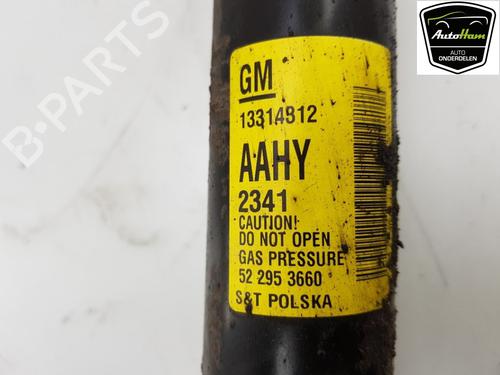 AutoHam
AUTO
ONDERDELEN
GM
13314912
AAHY
2341
CAUTION!
DO NOT OPEN
GAS PRESSURE
52 295 3660
S&T POLSKA
B-PARTS